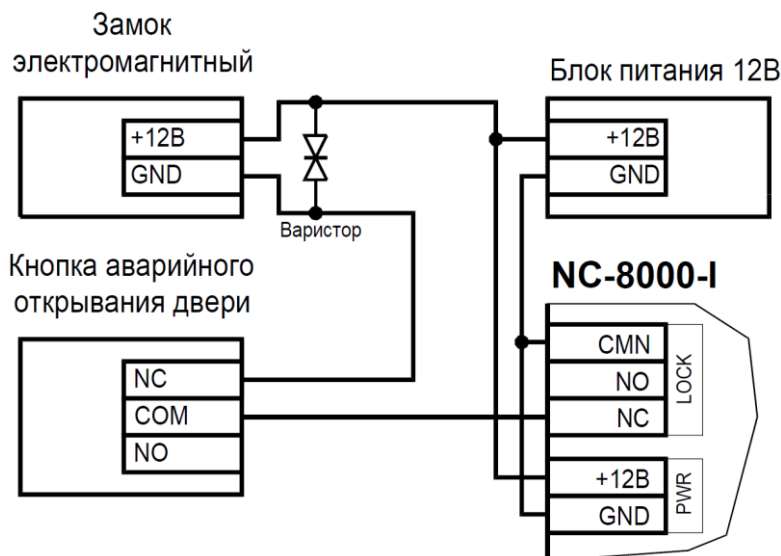 Замок
электромагнитный
+12В
GND
Варистор
Кнопка аварийного
открывания двери
NC
COM
NO
Блок питания 12В
+12В
GND
NC-8000-I
CMN
NO
NC
LOCK
+12В
GND
PWR